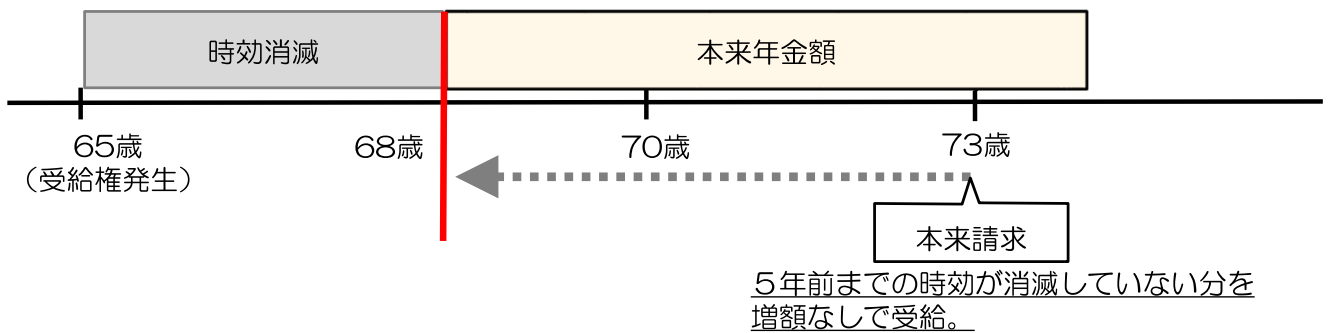 時効消滅
本来年金額
65歳
(受給権発生)
68歳
70歳
73歳
本来請求
５年前までの時効が消滅していない分を
増額なしで受給。